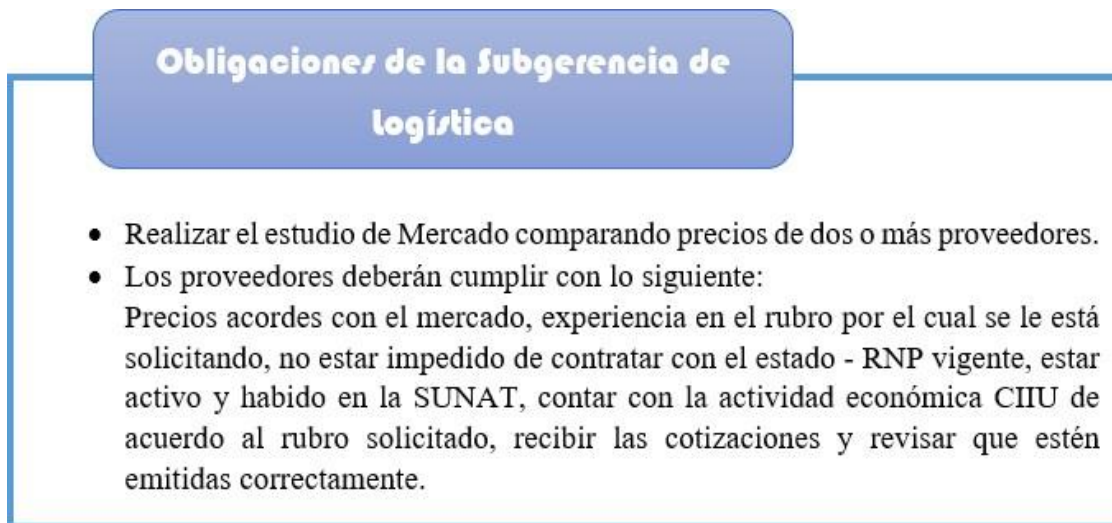 Obligaciones de la Subgerencia de
Logística
• Realizar el estudio de Mercado comparando precios de dos o más proveedores.
• Los proveedores deberán cumplir con lo siguiente:
Precios acordes con el mercado, experiencia en el rubro por el cual se le está
solicitando, no estar impedido de contratar con el estado - RNP vigente, estar
activo y habido en la SUNAT, contar con la actividad económica CIIU de
acuerdo al rubro solicitado, recibir las cotizaciones y revisar que estén
emitidas correctamente.